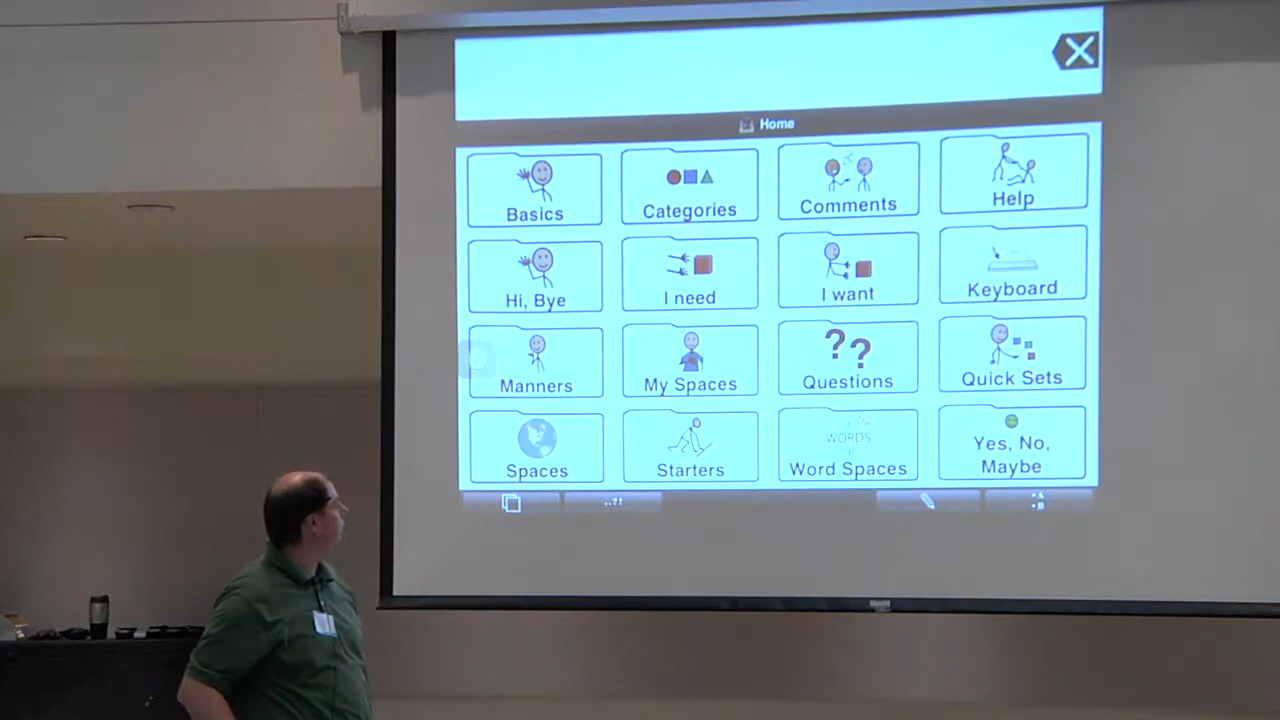 Home
Basics
Categories
Comments
Help
Hi, Bye
I need
I want
Keyboard
Manners
My Spaces
? ?
Questions
Quick Sets
Spaces
Starters
WORDS
Word Spaces
Yes, No,
Maybe